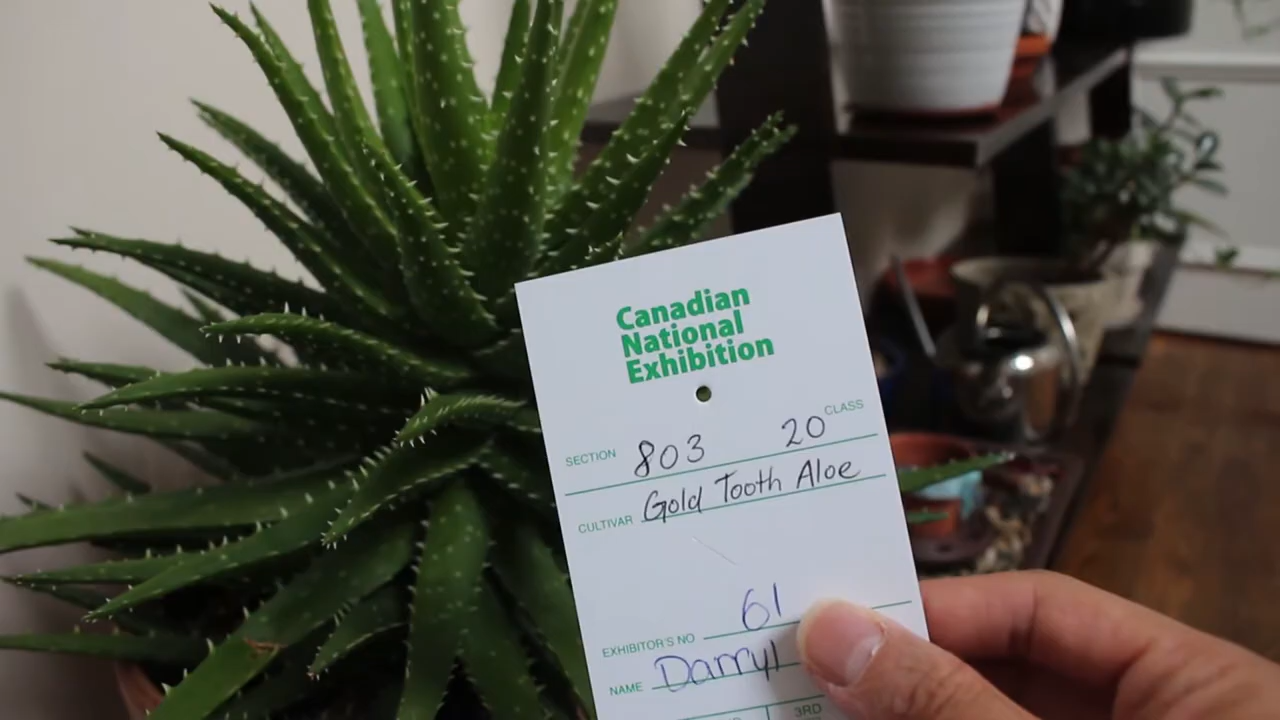 Canadian
National
Exhibition
SECTION 803 20 CLASS
CULTIVAR Gold Tooth Aloe
EXHIBITOR'S NO 61
NAME Darryl
3RD